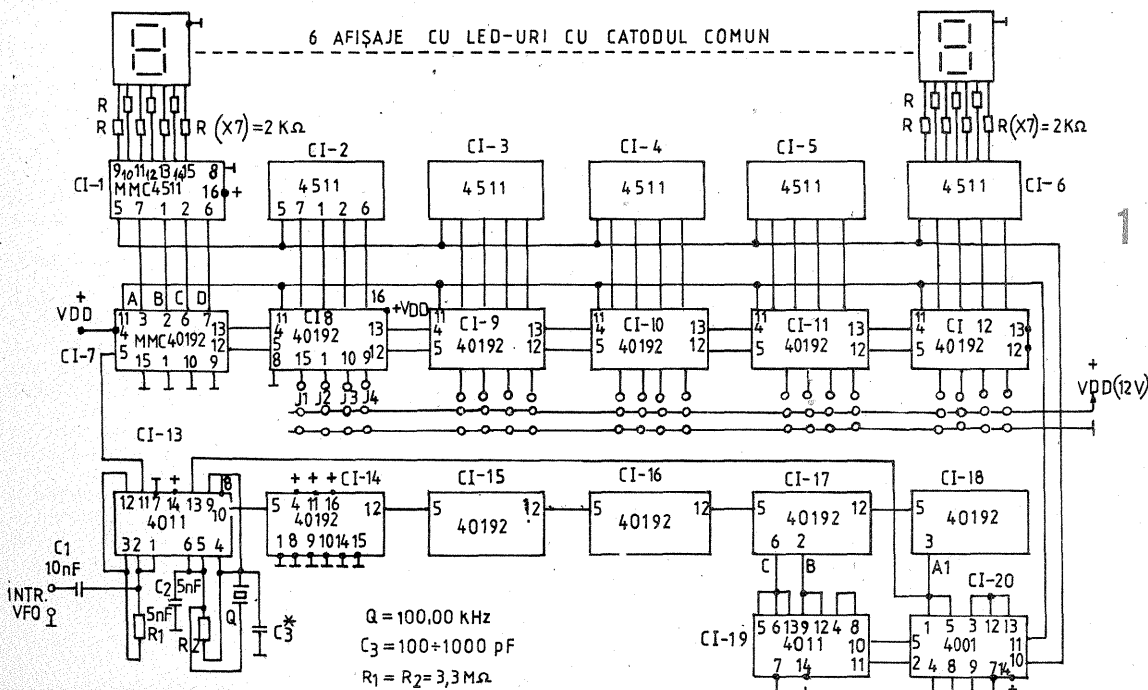 6 AFIȘAJE CU LED-URI CU CATODUL COMUN
R R
R R (X7)=2 KΩ R R(X7)=2KΩ
CI-2 CI-3 CI-4 CI-5
9 10 11 12 13 14 15 8
CI-1 MMC4511 16 + 4511 4511 4511 4511 4511 CI-6
5 7 1 2 6 5 7 1 2 6
1
A B C D 16 +VDD
+
VDD
11 3 2 6 7 11 CI8 11 CI-9 11 CI-10 11 CI-11 11 CI 12
4 MMC40192 4 40192 13 4 40192 13 4 40192 13 4 40192 13 4 40192 13
CI-7 5 5 12 5 12 5 12 5 12 5 12
15 1 10 9 8 15 1 10 9
+
VDD(12V)
J1 J2 J3 J4
CI-13
CI-14 CI-15 CI-16 CI-17 CI-18
T + 8 + + +
12 11 7 14 13 9 10 5 4 11 16 12 5 12 5 12 5 12 5
4011 40192 40192 40192 40192 40192
3 2 1 6 5 4 1 8 9 10 14 15 6 2 3
C1
10nF
INTR.
VFO
C2 5nF
5nF
R1 R2 Q C3*
C B A1
CI-20
Q = 100,00 kHz
C3 = 100÷1000 pF
R1 = R2 = 3,3MΩ
CI-19 5 6 13 9 12 4 8 1 5 3 12 13
4011 10 5 4001 11
11 2 10
7 14 4 8 9 7 14
+